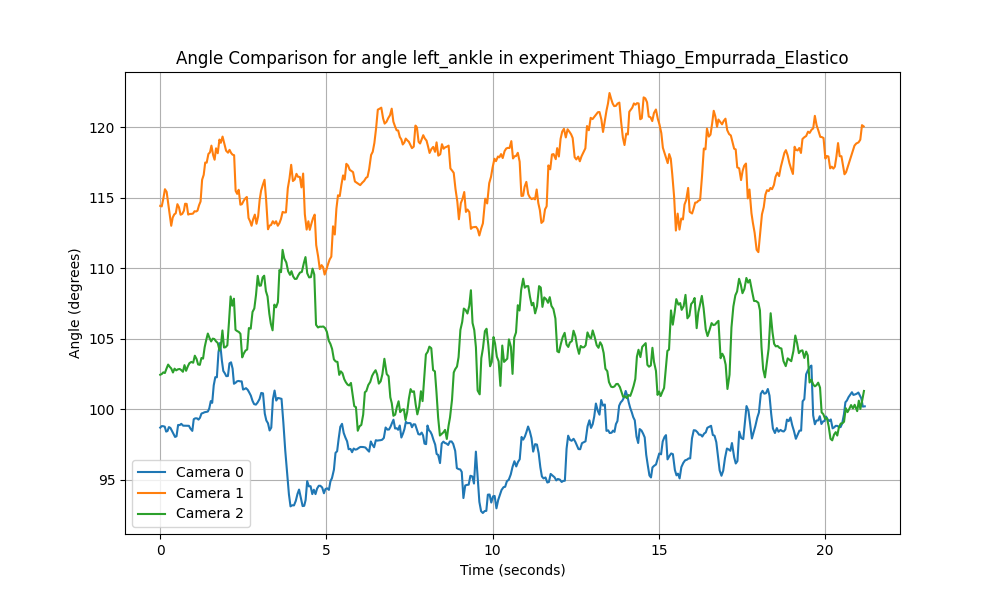 Angle Comparison for angle left_ankle in experiment Thiago_Empurrada_Elastico
Angle (degrees)
120
115
110
105
100
95
Camera 0
Camera 1
Camera 2
0 5 10 15 20
Time (seconds)